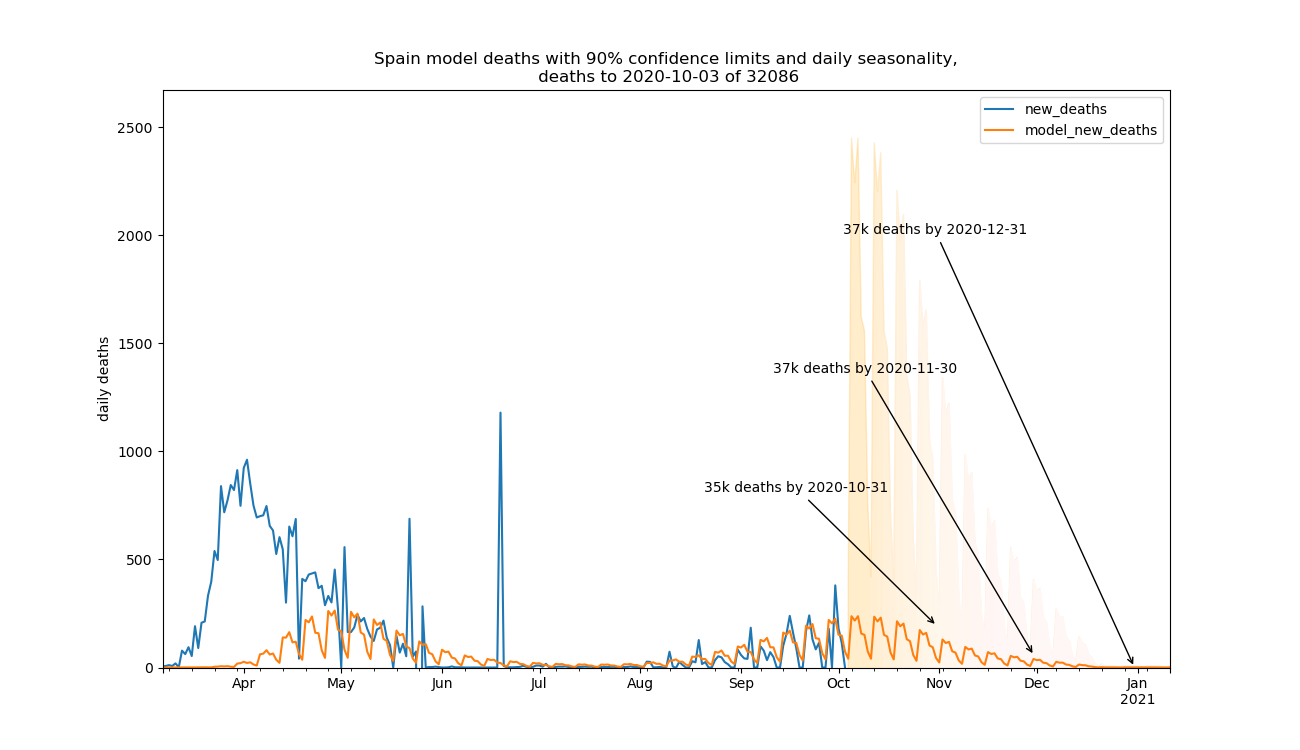 Spain model deaths with 90% confidence limits and daily seasonality,
deaths to 2020-10-03 of 32086
new_deaths
model_new_deaths
2500
2000
1500
1000
500
0
daily deaths
37k deaths by 2020-12-31
37k deaths by 2020-11-30
35k deaths by 2020-10-31
Apr May Jun Jul Aug Sep Oct Nov Dec Jan
2021